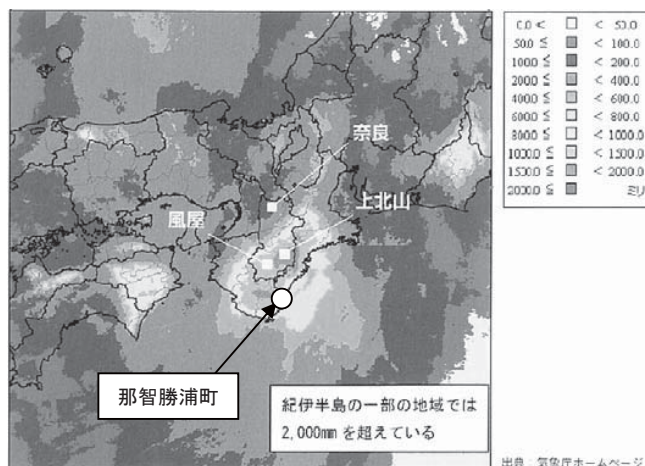 奈良
上北山
風屋
那智勝浦町
紀伊半島の一部の地域では
2,000㎜を超えている
0.0 < < 50.0
50.0 ≦ < 100.0
100.0 ≦ < 200.0
200.0 ≦ < 400.0
400.0 ≦ < 600.0
600.0 ≦ < 800.0
800.0 ≦ < 1000.0
1000.0 ≦ < 1500.0
1500.0 ≦ < 2000.0
2000.0 ≦ ミリ
出典：気象庁ホームページ